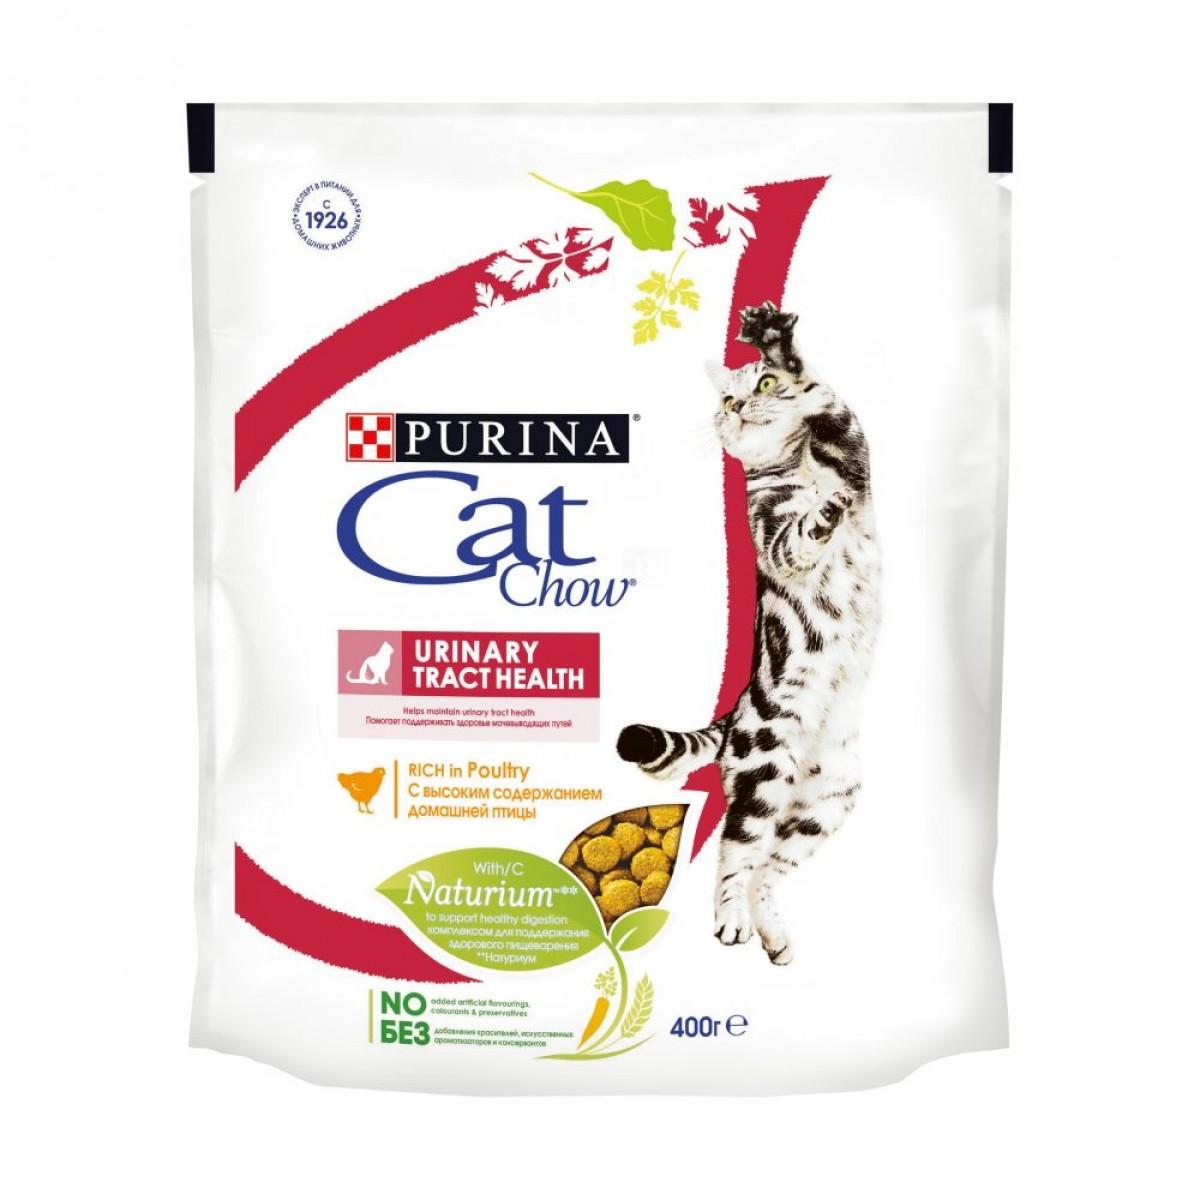 ЭКСПЕРТ В ПИТАНИИ ДЛЯ
С
1926
ДОМАШНИХ ЖИВОТНЫХ
PURINA®
Cat
Chow®
URINARY
TRACT HEALTH
Helps maintain urinary tract health
Помогает поддерживать здоровье мочевыводящих путей
RICH in Poultry
С высоким содержанием
домашней птицы
With/С
Naturium™**
to support healthy digestion
комплексом для поддержания
здорового пищеварения
**Натуриум
NO added artificial flavourings,
colourants & preservatives
БЕЗ добавления красителей, искусственных
ароматизаторов и консервантов
400г ℮